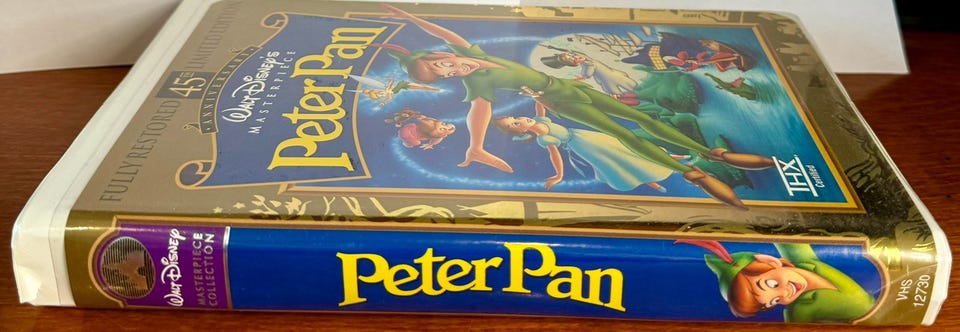 FULLY RESTORED 45TH LIMITED EDITION
ANNIVERSARY
Walt Disney's
MASTERPIECE
Peter Pan
THX
Certified
Walt Disney
MASTERPIECE
COLLECTION
Peter Pan
VHS
12730